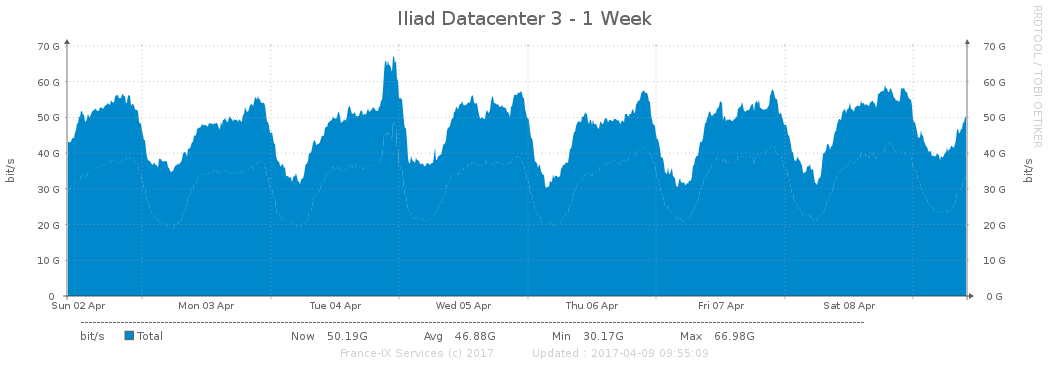 Iliad Datacenter 3 - 1 Week
RRDTOOL / TOBI OETIKER
70 G 70 G
60 G 60 G
50 G 50 G
40 G 40 G
30 G 30 G
20 G 20 G
10 G 10 G
0 0 G
bit/s
bit/s
Sun 02 Apr Mon 03 Apr Tue 04 Apr Wed 05 Apr Thu 06 Apr Fri 07 Apr Sat 08 Apr
bit/s Total Now 50.19G Avg 46.88G Min 30.17G Max 66.98G
France-IX Services (c) 2017 Updated : 2017-04-09 09:55:09